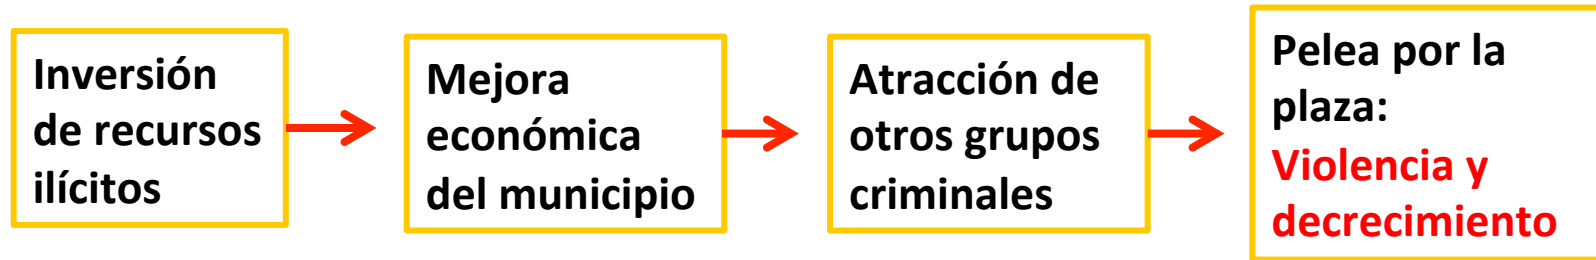 Inversión
de recursos
ilícitos
Mejora
económica
del municipio
Atracción de
otros grupos
criminales
Pelea por la
plaza:
Violencia y
decrecimiento